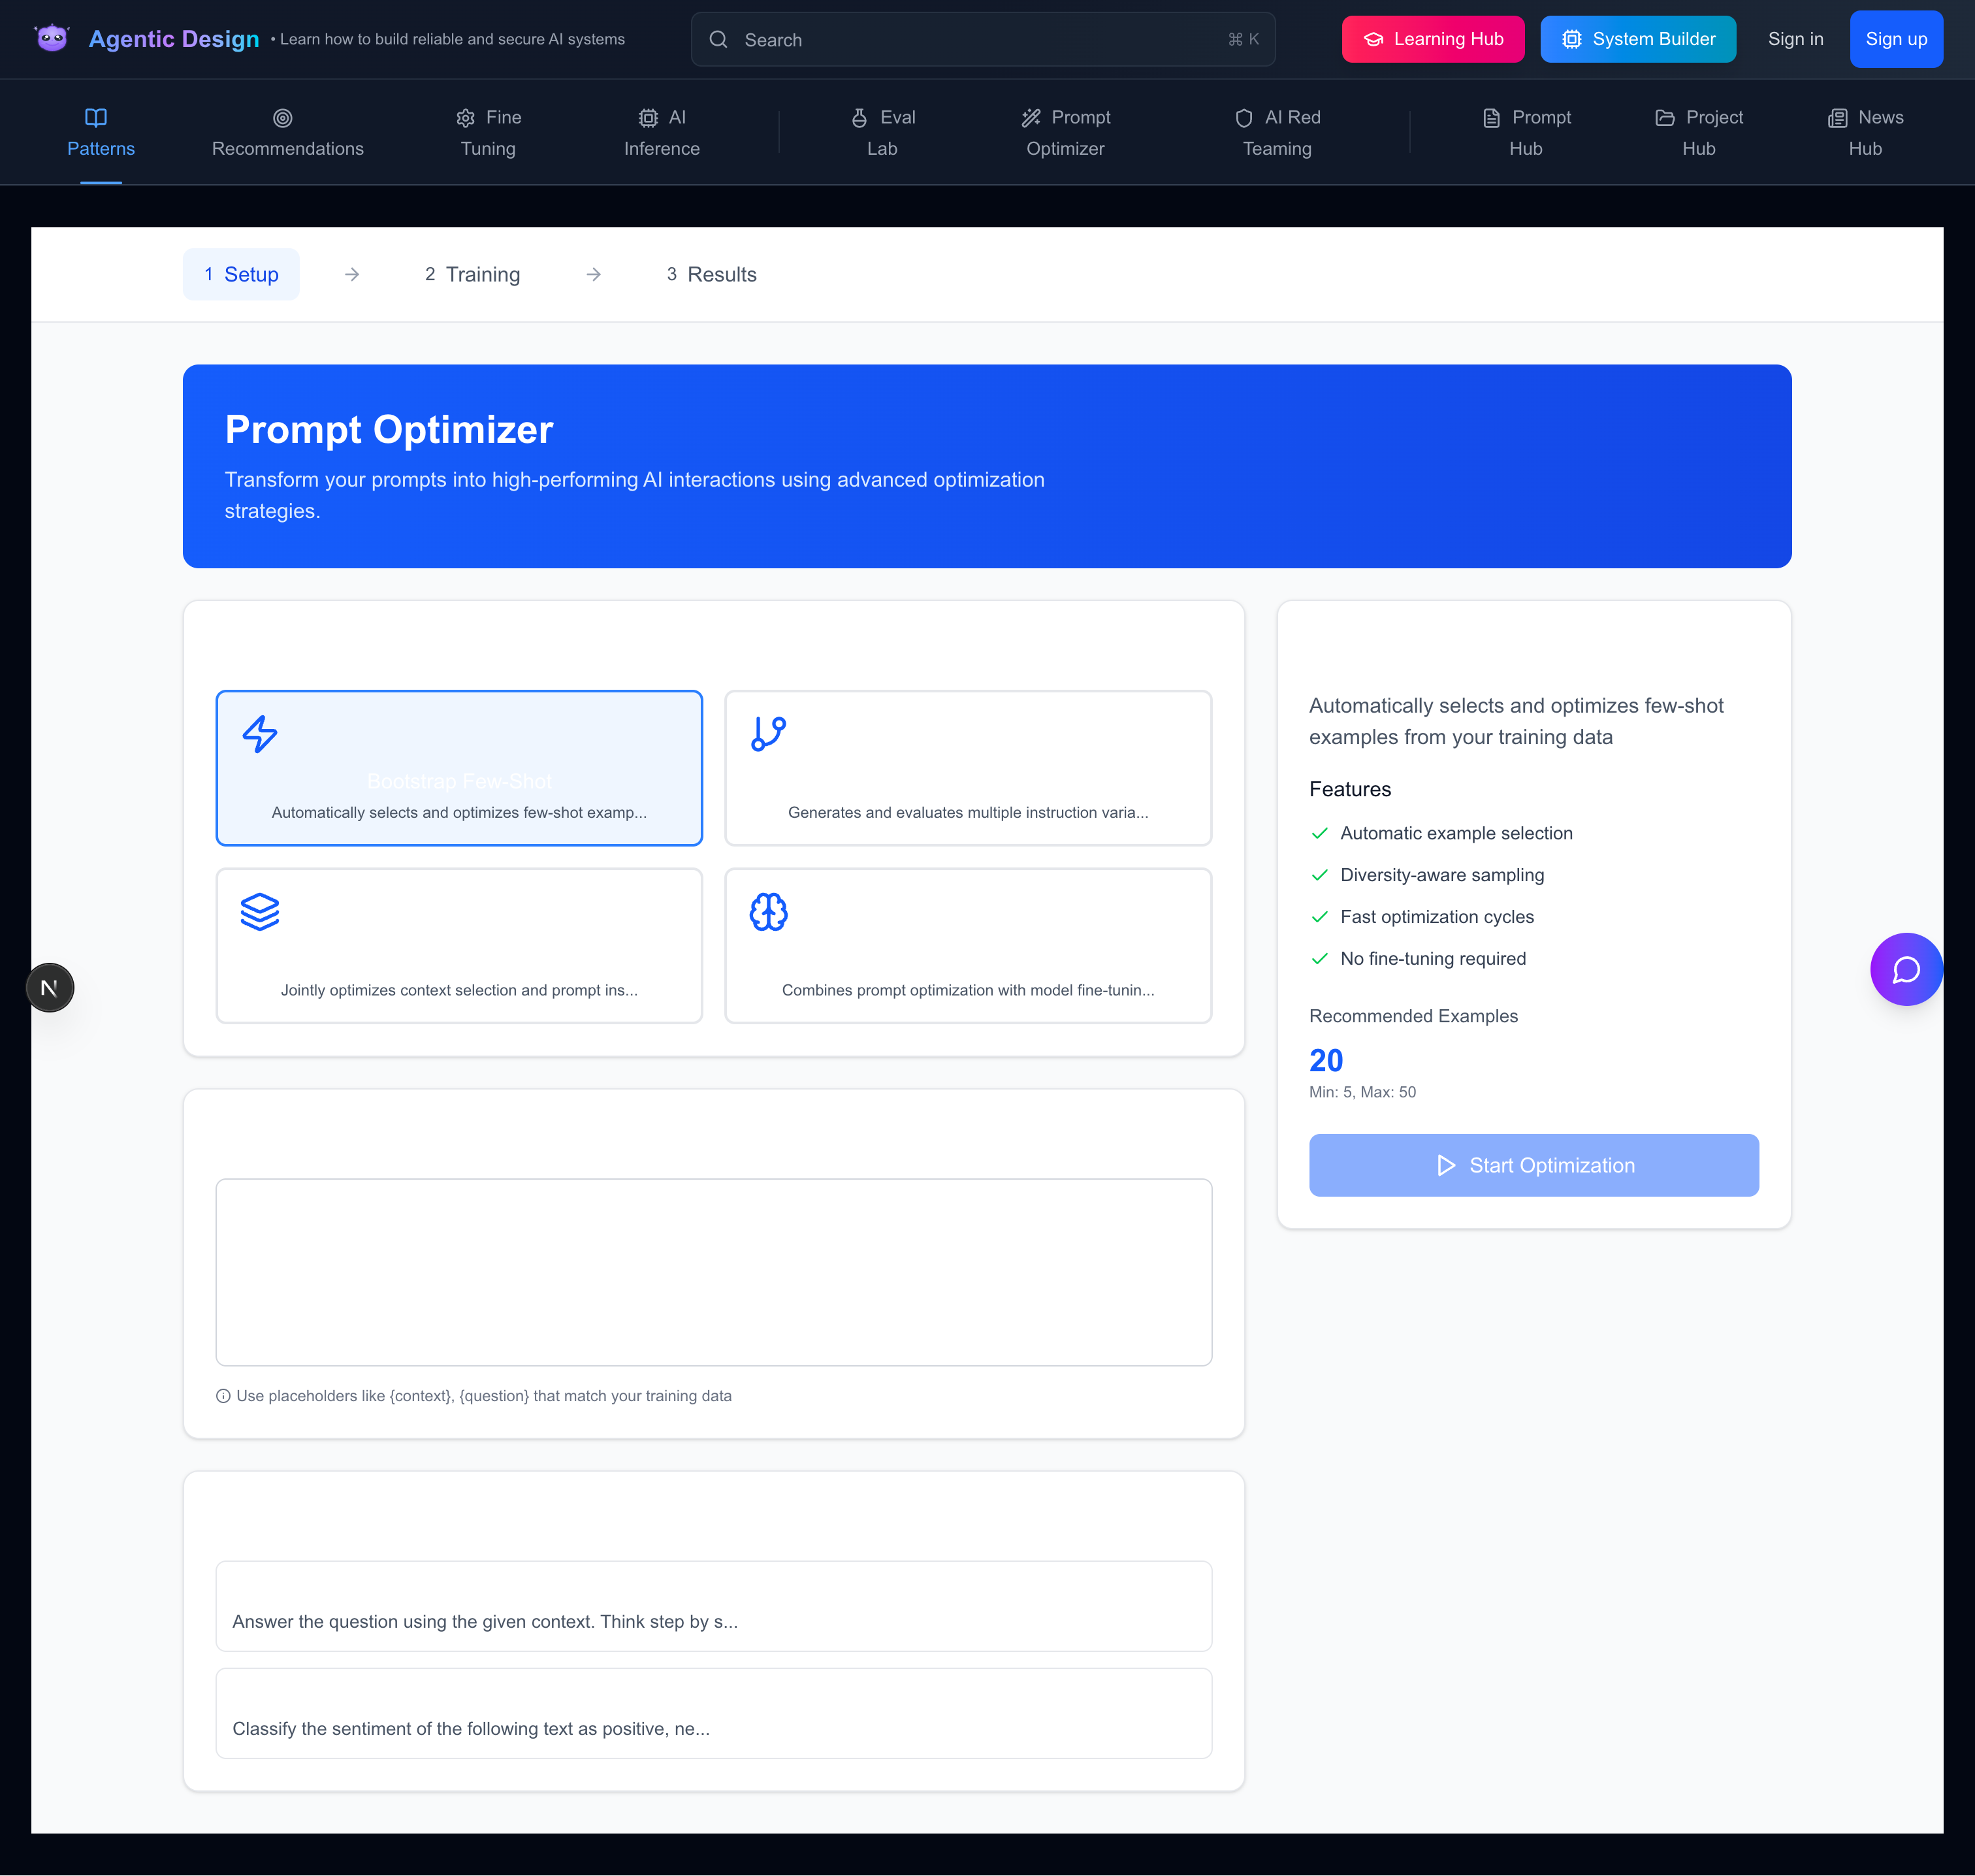 Agentic Design • Learn how to build reliable and secure AI systems
Search
⌘ K
Learning Hub
System Builder
Sign in
Sign up
Patterns
Recommendations
Fine
Tuning
AI
Inference
Eval
Lab
Prompt
Optimizer
AI Red
Teaming
Prompt
Hub
Project
Hub
News
Hub
1 Setup
2 Training
3 Results
Prompt Optimizer
Transform your prompts into high-performing AI interactions using advanced optimization
strategies.
Bootstrap Few-Shot
Automatically selects and optimizes few-shot examp...
Generates and evaluates multiple instruction varia...
Jointly optimizes context selection and prompt ins...
Combines prompt optimization with model fine-tunin...
Automatically selects and optimizes few-shot
examples from your training data
Features
Automatic example selection
Diversity-aware sampling
Fast optimization cycles
No fine-tuning required
Recommended Examples
20
Min: 5, Max: 50
Start Optimization
Use placeholders like {context}, {question} that match your training data
Answer the question using the given context. Think step by s...
Classify the sentiment of the following text as positive, ne...
N